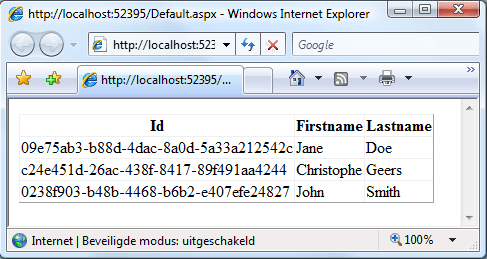 http://localhost:52395/Default.aspx - Windows Internet Explorer
http://localhost:523 Google
http://localhost:52395/...
Id Firstname Lastname
09e75ab3-b88d-4dac-8a0d-5a33a212542c Jane Doe
c24e451d-26ac-438f-8417-89f491aa4244 Christophe Geers
0238f903-b48b-4468-b6b2-e407efe24827 John Smith
Internet | Beveiligde modus: uitgeschakeld 100%